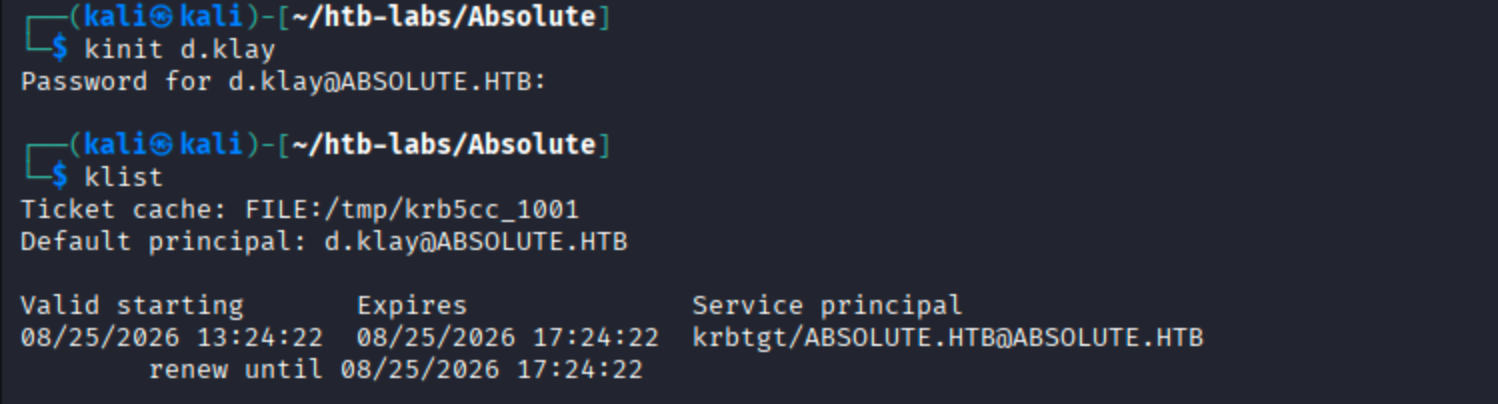 ┌──(kali㉿kali)-[~/htb-labs/Absolute]
└─$ kinit d.klay
Password for d.klay@ABSOLUTE.HTB:
┌──(kali㉿kali)-[~/htb-labs/Absolute]
└─$ klist
Ticket cache: FILE:/tmp/krb5cc_1001
Default principal: d.klay@ABSOLUTE.HTB
Valid starting       Expires              Service principal
08/25/2026 13:24:22  08/25/2026 17:24:22  krbtgt/ABSOLUTE.HTB@ABSOLUTE.HTB
        renew until 08/25/2026 17:24:22